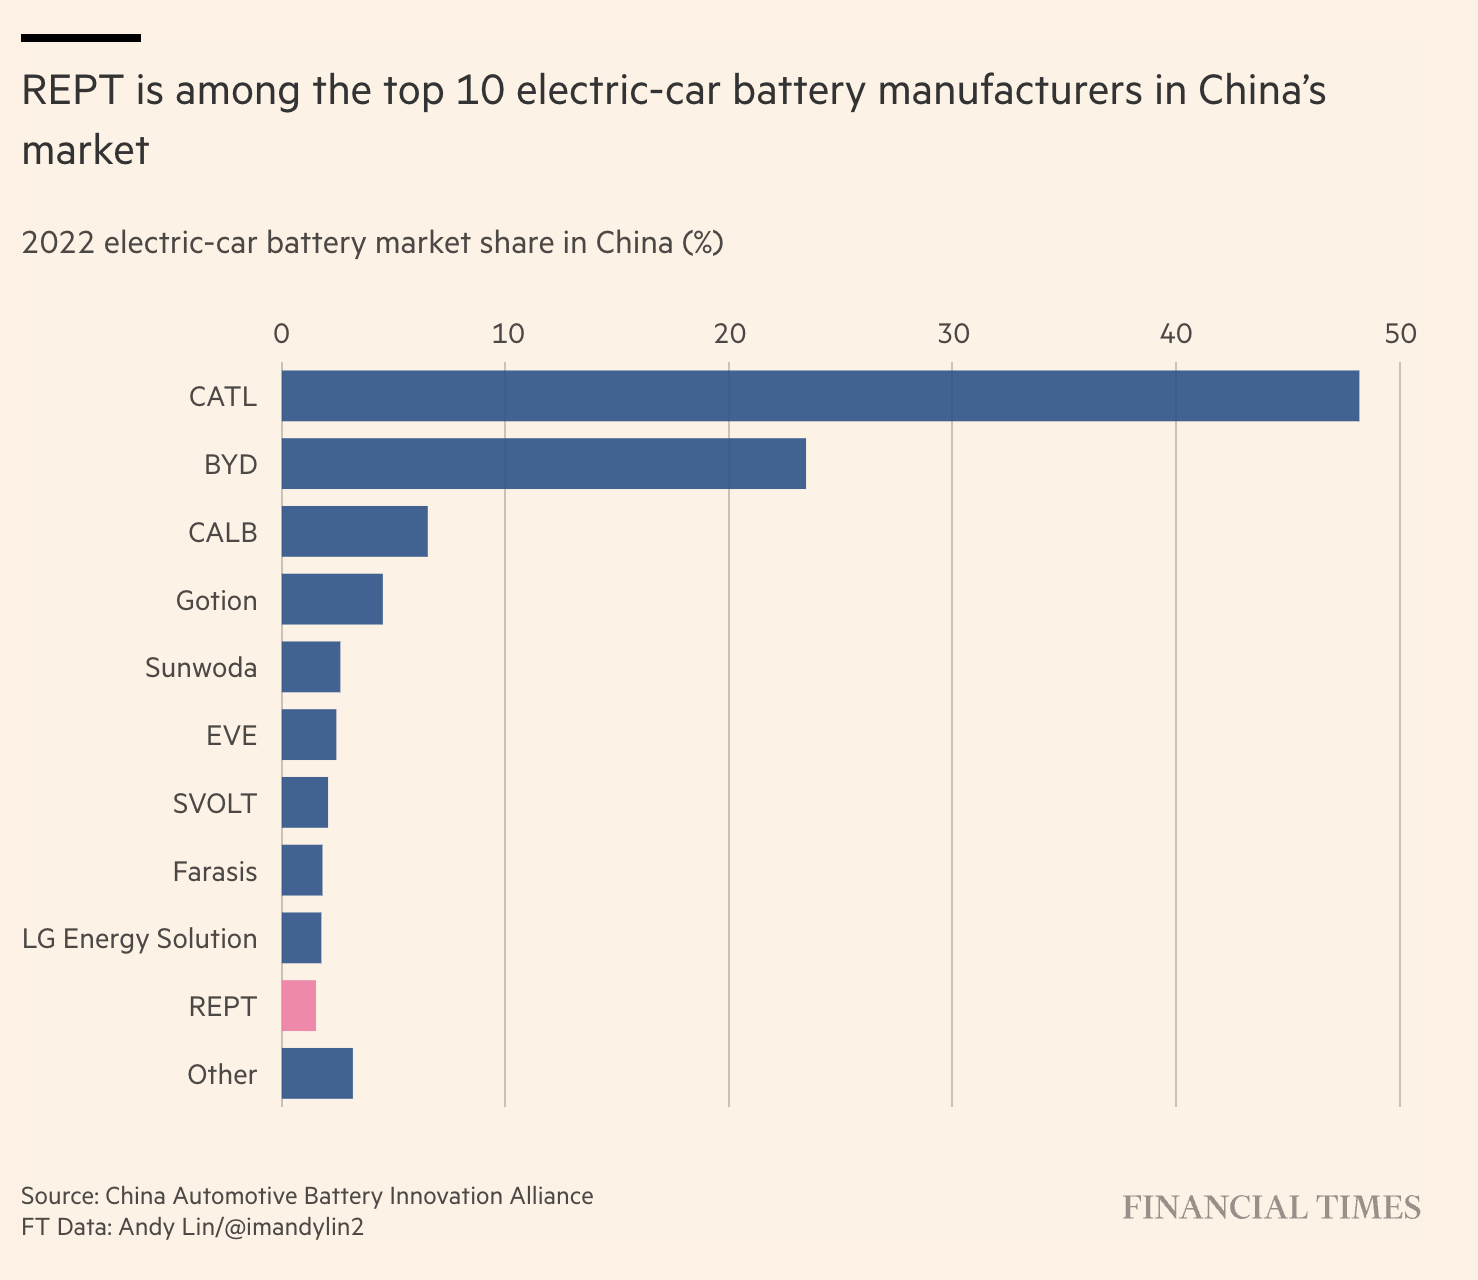 REPT is among the top 10 electric-car battery manufacturers in China’s
market
2022 electric-car battery market share in China (%)
0 10 20 30 40 50
CATL
BYD
CALB
Gotion
Sunwoda
EVE
SVOLT
Farasis
LG Energy Solution
REPT
Other
Source: China Automotive Battery Innovation Alliance
FT Data: Andy Lin/@imandylin2
FINANCIAL TIMES